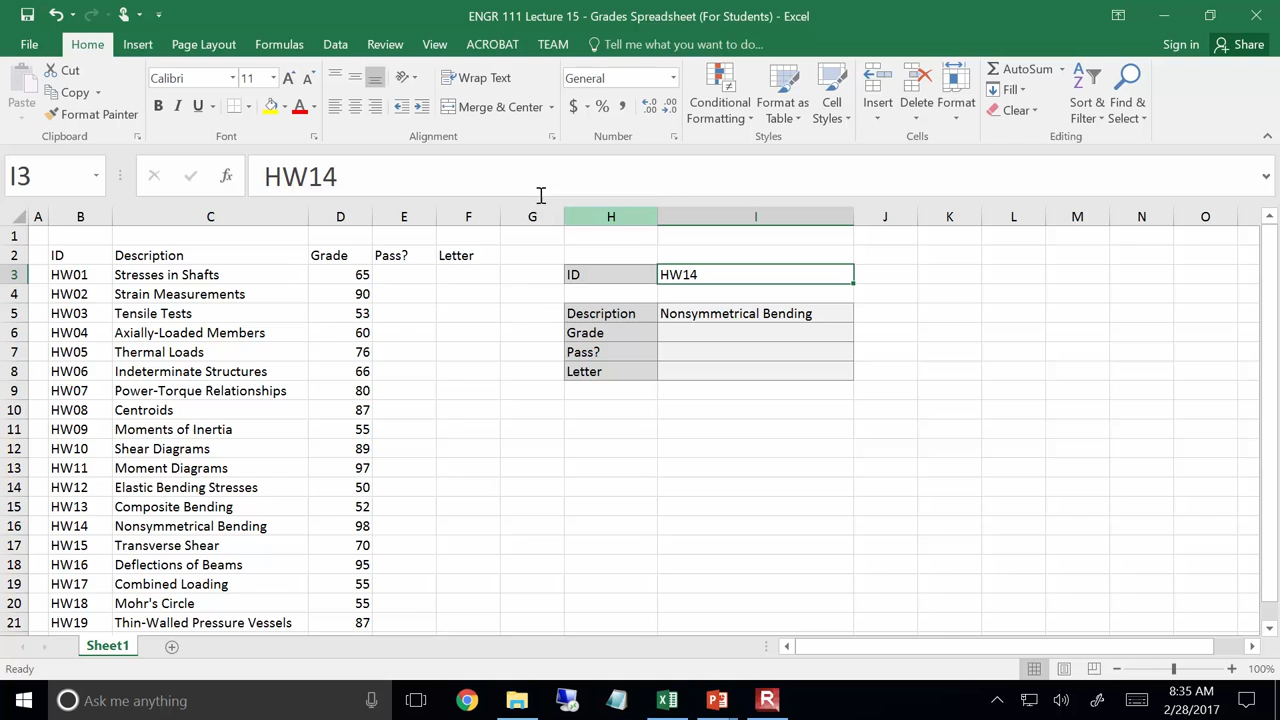 ENGR 111 Lecture 15 - Grades Spreadsheet (For Students) - Excel
File Home Insert Page Layout Formulas Data Review View ACROBAT TEAM Tell me what you want to do... Sign in Share
Paste Cut Copy Format Painter Clipboard
Calibri 11 A A B I U A Font
Wrap Text Merge & Center Alignment
General $ % , Number
Conditional Formatting Format as Table Cell Styles Styles
Insert Delete Format Cells
AutoSum Fill Clear Sort & Filter Find & Select Editing
I3 fx HW14
A B C D E F G H I J K L M N O
1
2 ID Description Grade Pass? Letter
3 HW01 Stresses in Shafts 65 ID HW14
4 HW02 Strain Measurements 90
5 HW03 Tensile Tests 53 Description Nonsymmetrical Bending
6 HW04 Axially-Loaded Members 60 Grade
7 HW05 Thermal Loads 76 Pass?
8 HW06 Indeterminate Structures 66 Letter
9 HW07 Power-Torque Relationships 80
10 HW08 Centroids 87
11 HW09 Moments of Inertia 55
12 HW10 Shear Diagrams 89
13 HW11 Moment Diagrams 97
14 HW12 Elastic Bending Stresses 50
15 HW13 Composite Bending 52
16 HW14 Nonsymmetrical Bending 98
17 HW15 Transverse Shear 70
18 HW16 Deflections of Beams 95
19 HW17 Combined Loading 55
20 HW18 Mohr's Circle 55
21 HW19 Thin-Walled Pressure Vessels 87
Sheet1
Ready 100%
Ask me anything 8:35 AM
2/28/2017